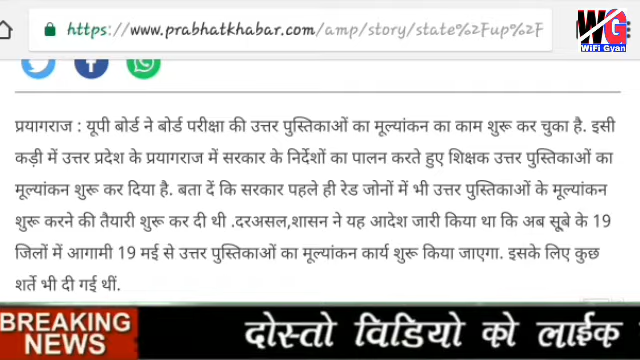 https://www.prabhatkhabar.com/amp/story/state%2Fup%2F
WG
WiFi Gyan
प्रयागराज : यूपी बोर्ड ने बोर्ड परीक्षा की उत्तर पुस्तिकाओं का मूल्यांकन का काम शुरू कर चुका है. इसी
कड़ी में उत्तर प्रदेश के प्रयागराज में सरकार के निर्देशों का पालन करते हुए शिक्षक उत्तर पुस्तिकाओं का
मूल्यांकन शुरू कर दिया है. बता दें कि सरकार पहले ही रेड जोनों में भी उत्तर पुस्तिकाओं के मूल्यांकन
शुरू करने की तैयारी शुरू कर दी थी .दरअसल,शासन ने यह आदेश जारी किया था कि अब सूबे के 19
जिलों में आगामी 19 मई से उत्तर पुस्तिकाओं का मूल्यांकन कार्य शुरू किया जाएगा. इसके लिए कुछ
शर्ते भी दी गई थीं.
BREAKING
NEWS
दोस्तो विडियो को लाईक